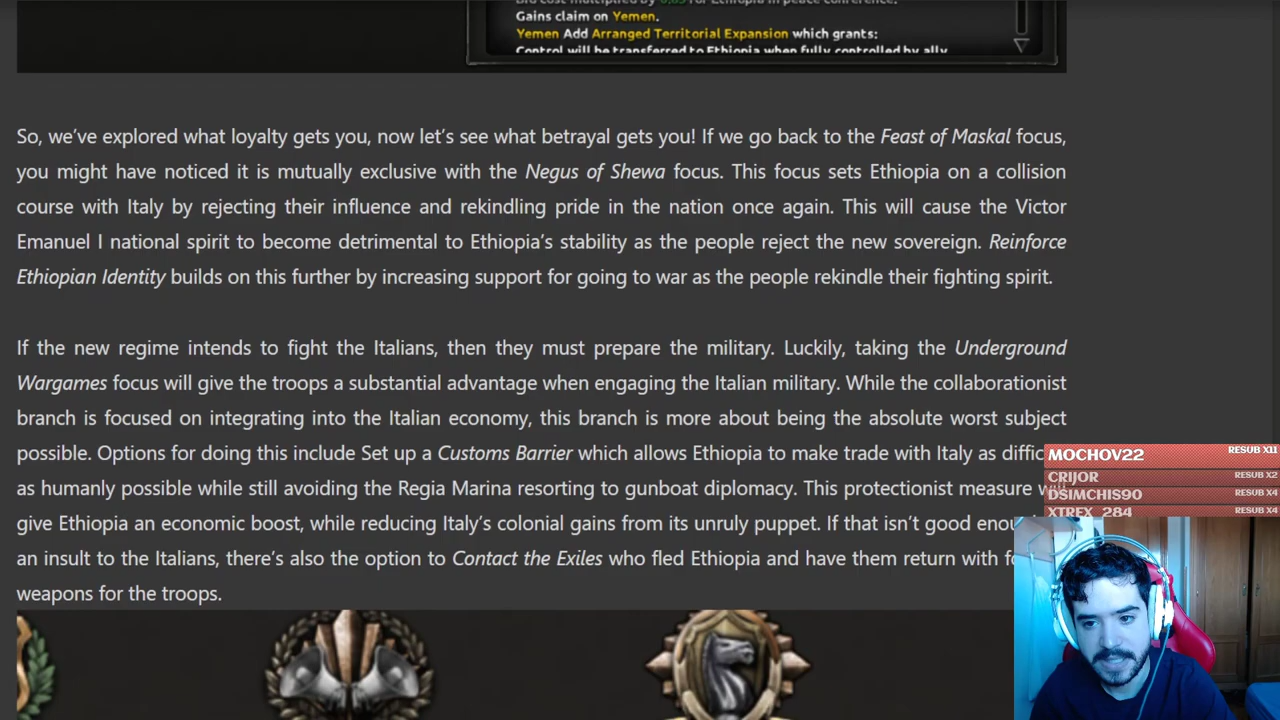 Gains claim on Yemen.
Yemen Add Arranged Territorial Expansion which grants:
Control will be transferred to Ethiopia when fully controlled by ally
So, we've explored what loyalty gets you, now let's see what betrayal gets you! If we go back to the Feast of Maskal focus,
you might have noticed it is mutually exclusive with the Negus of Shewa focus. This focus sets Ethiopia on a collision
course with Italy by rejecting their influence and rekindling pride in the nation once again. This will cause the Victor
Emanuel I national spirit to become detrimental to Ethiopia's stability as the people reject the new sovereign. Reinforce
Ethiopian Identity builds on this further by increasing support for going to war as the people rekindle their fighting spirit.
If the new regime intends to fight the Italians, then they must prepare the military. Luckily, taking the Underground
Wargames focus will give the troops a substantial advantage when engaging the Italian military. While the collaborationist
branch is focused on integrating into the Italian economy, this branch is more about being the absolute worst subject
possible. Options for doing this include Set up a Customs Barrier which allows Ethiopia to make trade with Italy as
as humanly possible while still avoiding the Regia Marina resorting to gunboat diplomacy. This protectionist measure
give Ethiopia an economic boost, while reducing Italy's colonial gains from its unruly puppet. If that isn't good
an insult to the Italians, there's also the option to Contact the Exiles who fled Ethiopia and have them return with
weapons for the troops.
MOCHOV22 RESUB X11
CRIJOR RESUB X2
DSIMCHIS90 RESUB X4
XTREX_284 RESUB X4